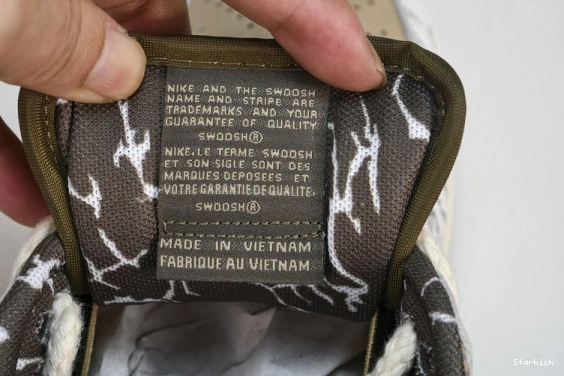 NIKE AND THE SWOOSH
NAME AND STRIPE ARE
TRADEMARKS AND YOUR
GUARANTEE OF QUALITY
SWOOSH®
NIKE, LE TERME SWOOSH
ET SON SIGLE SONT DES
MARQUES DEPOSEES ET
VOTRE GARANTIE DE QUALITE.
SWOOSH®
MADE IN VIETNAM
FABRIQUE AU VIETNAM
Starkick